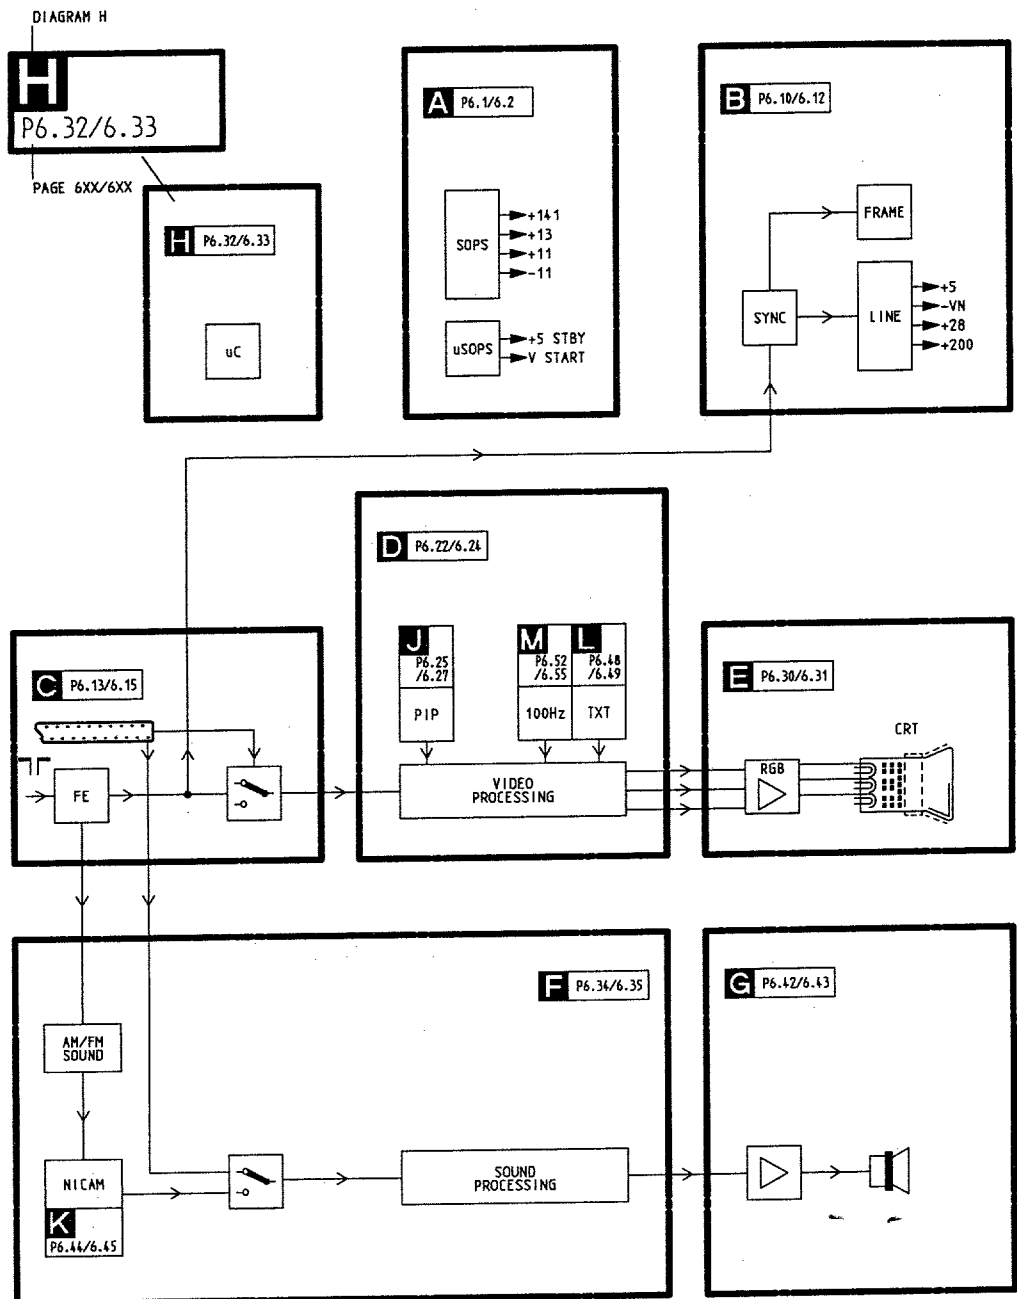 DIAGRAM H
H
P6.32/6.33
PAGE 6XX/6XX
H P6.32/6.33
uC
A P6.1/6.2
SOPS
+141
+13
+11
-11
uSOPS
+5 STBY
V START
B P6.10/6.12
FRAME
SYNC
LINE
+5
-VN
+28
+200
D P6.22/6.24
J
P6.25
/6.27
PIP
M
P6.52
/6.55
100Hz
L
P6.48
/6.49
TXT
VIDEO
PROCESSING
C P6.13/6.15
FE
E P6.30/6.31
CRT
RGB
F P6.34/6.35
AM/FM
SOUND
NICAM
K
P6.44/6.45
SOUND
PROCESSING
G P6.42/6.43